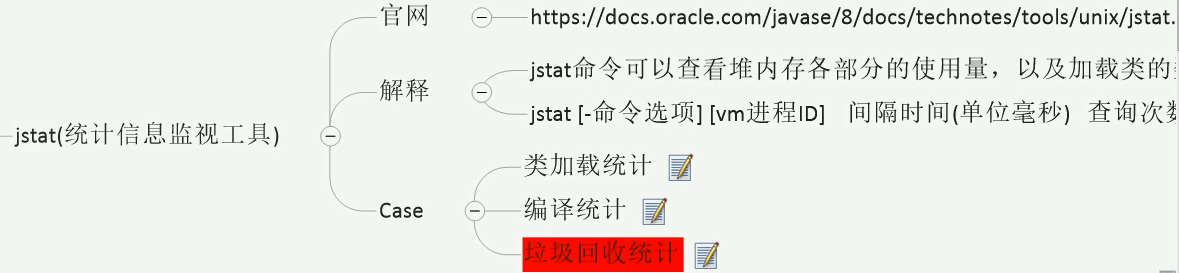 官网
https://docs.oracle.com/javase/8/docs/technotes/tools/unix/jstat.
jstat命令可以查看堆内存各部分的使用量，以及加载类的
解释
jstat [-命令选项] [vm进程ID] 间隔时间(单位毫秒) 查询次数
jstat(统计信息监视工具)
类加载统计
Case
编译统计
垃圾回收统计